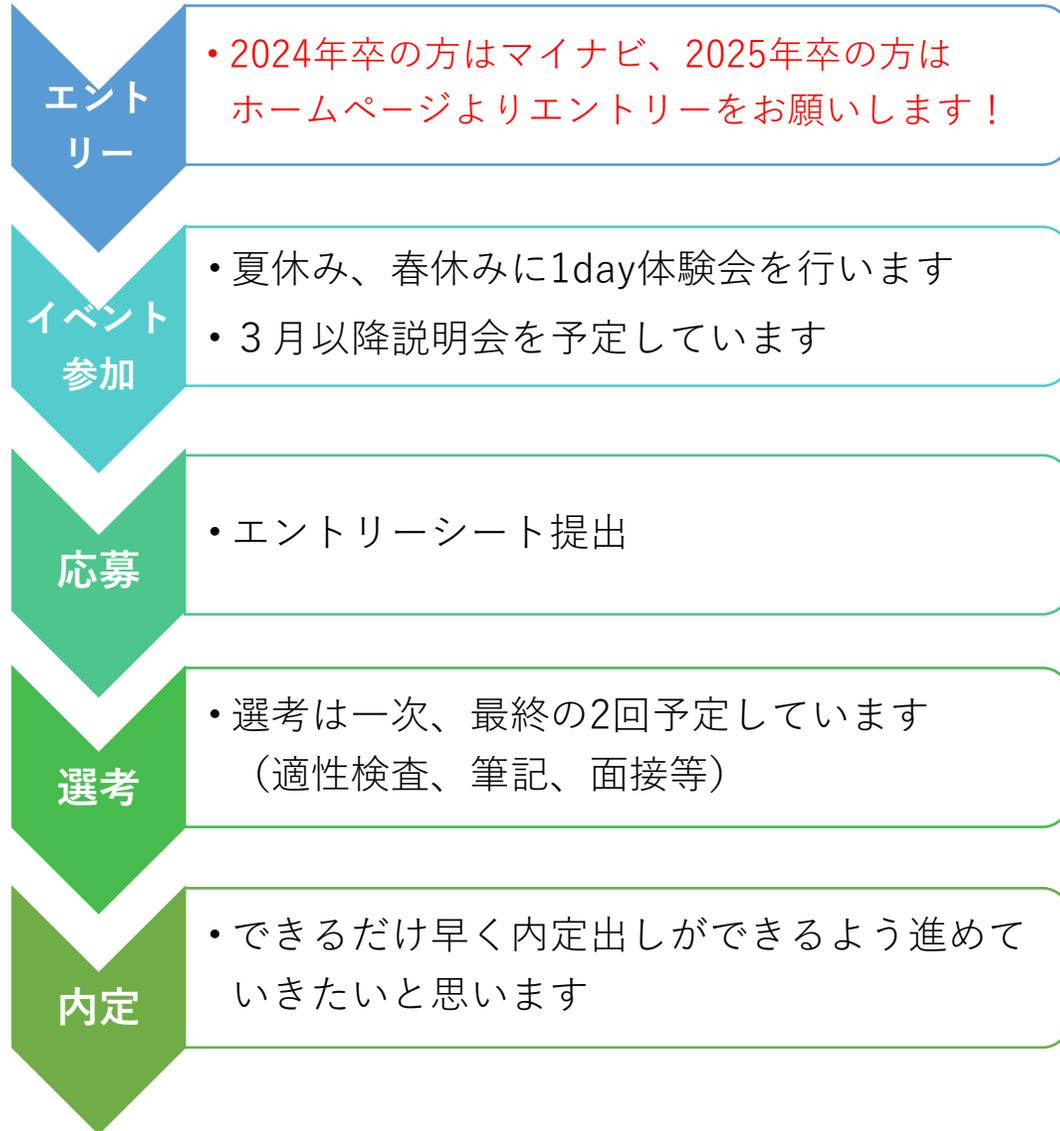 エント
リー
・2024年卒の方はマイナビ、2025年卒の方は
ホームページよりエントリーをお願いします！
イベント
参加
・夏休み、春休みに1day体験会を行います
・３月以降説明会を予定しています
応募
・エントリーシート提出
選考
・選考は一次、最終の2回予定しています
（適性検査、筆記、面接等）
内定
・できるだけ早く内定出しができるよう進めて
いきたいと思います